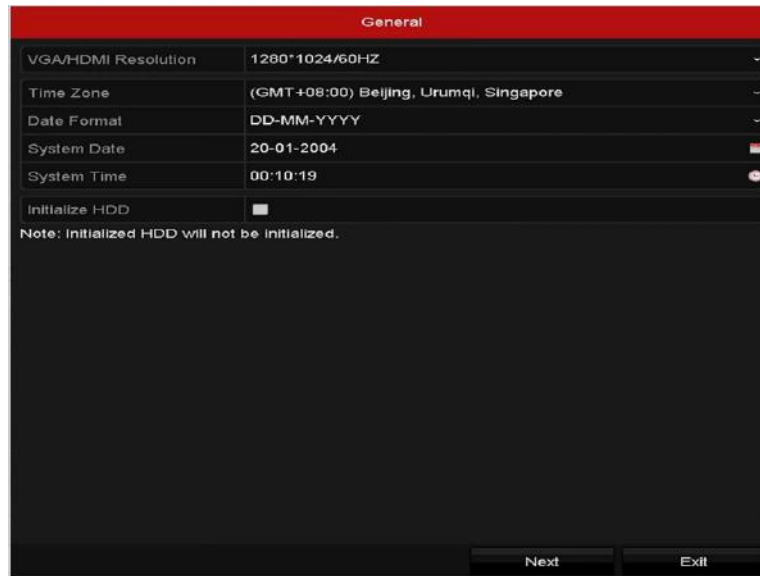 General
VGA/HDMI Resolution 1280*1024/60HZ
Time Zone (GMT+08:00) Beijing, Urumqi, Singapore
Date Format DD-MM-YYYY
System Date 20-01-2004
System Time 00:10:19
Initialize HDD
Note: Initialized HDD will not be initialized.
Next Exit